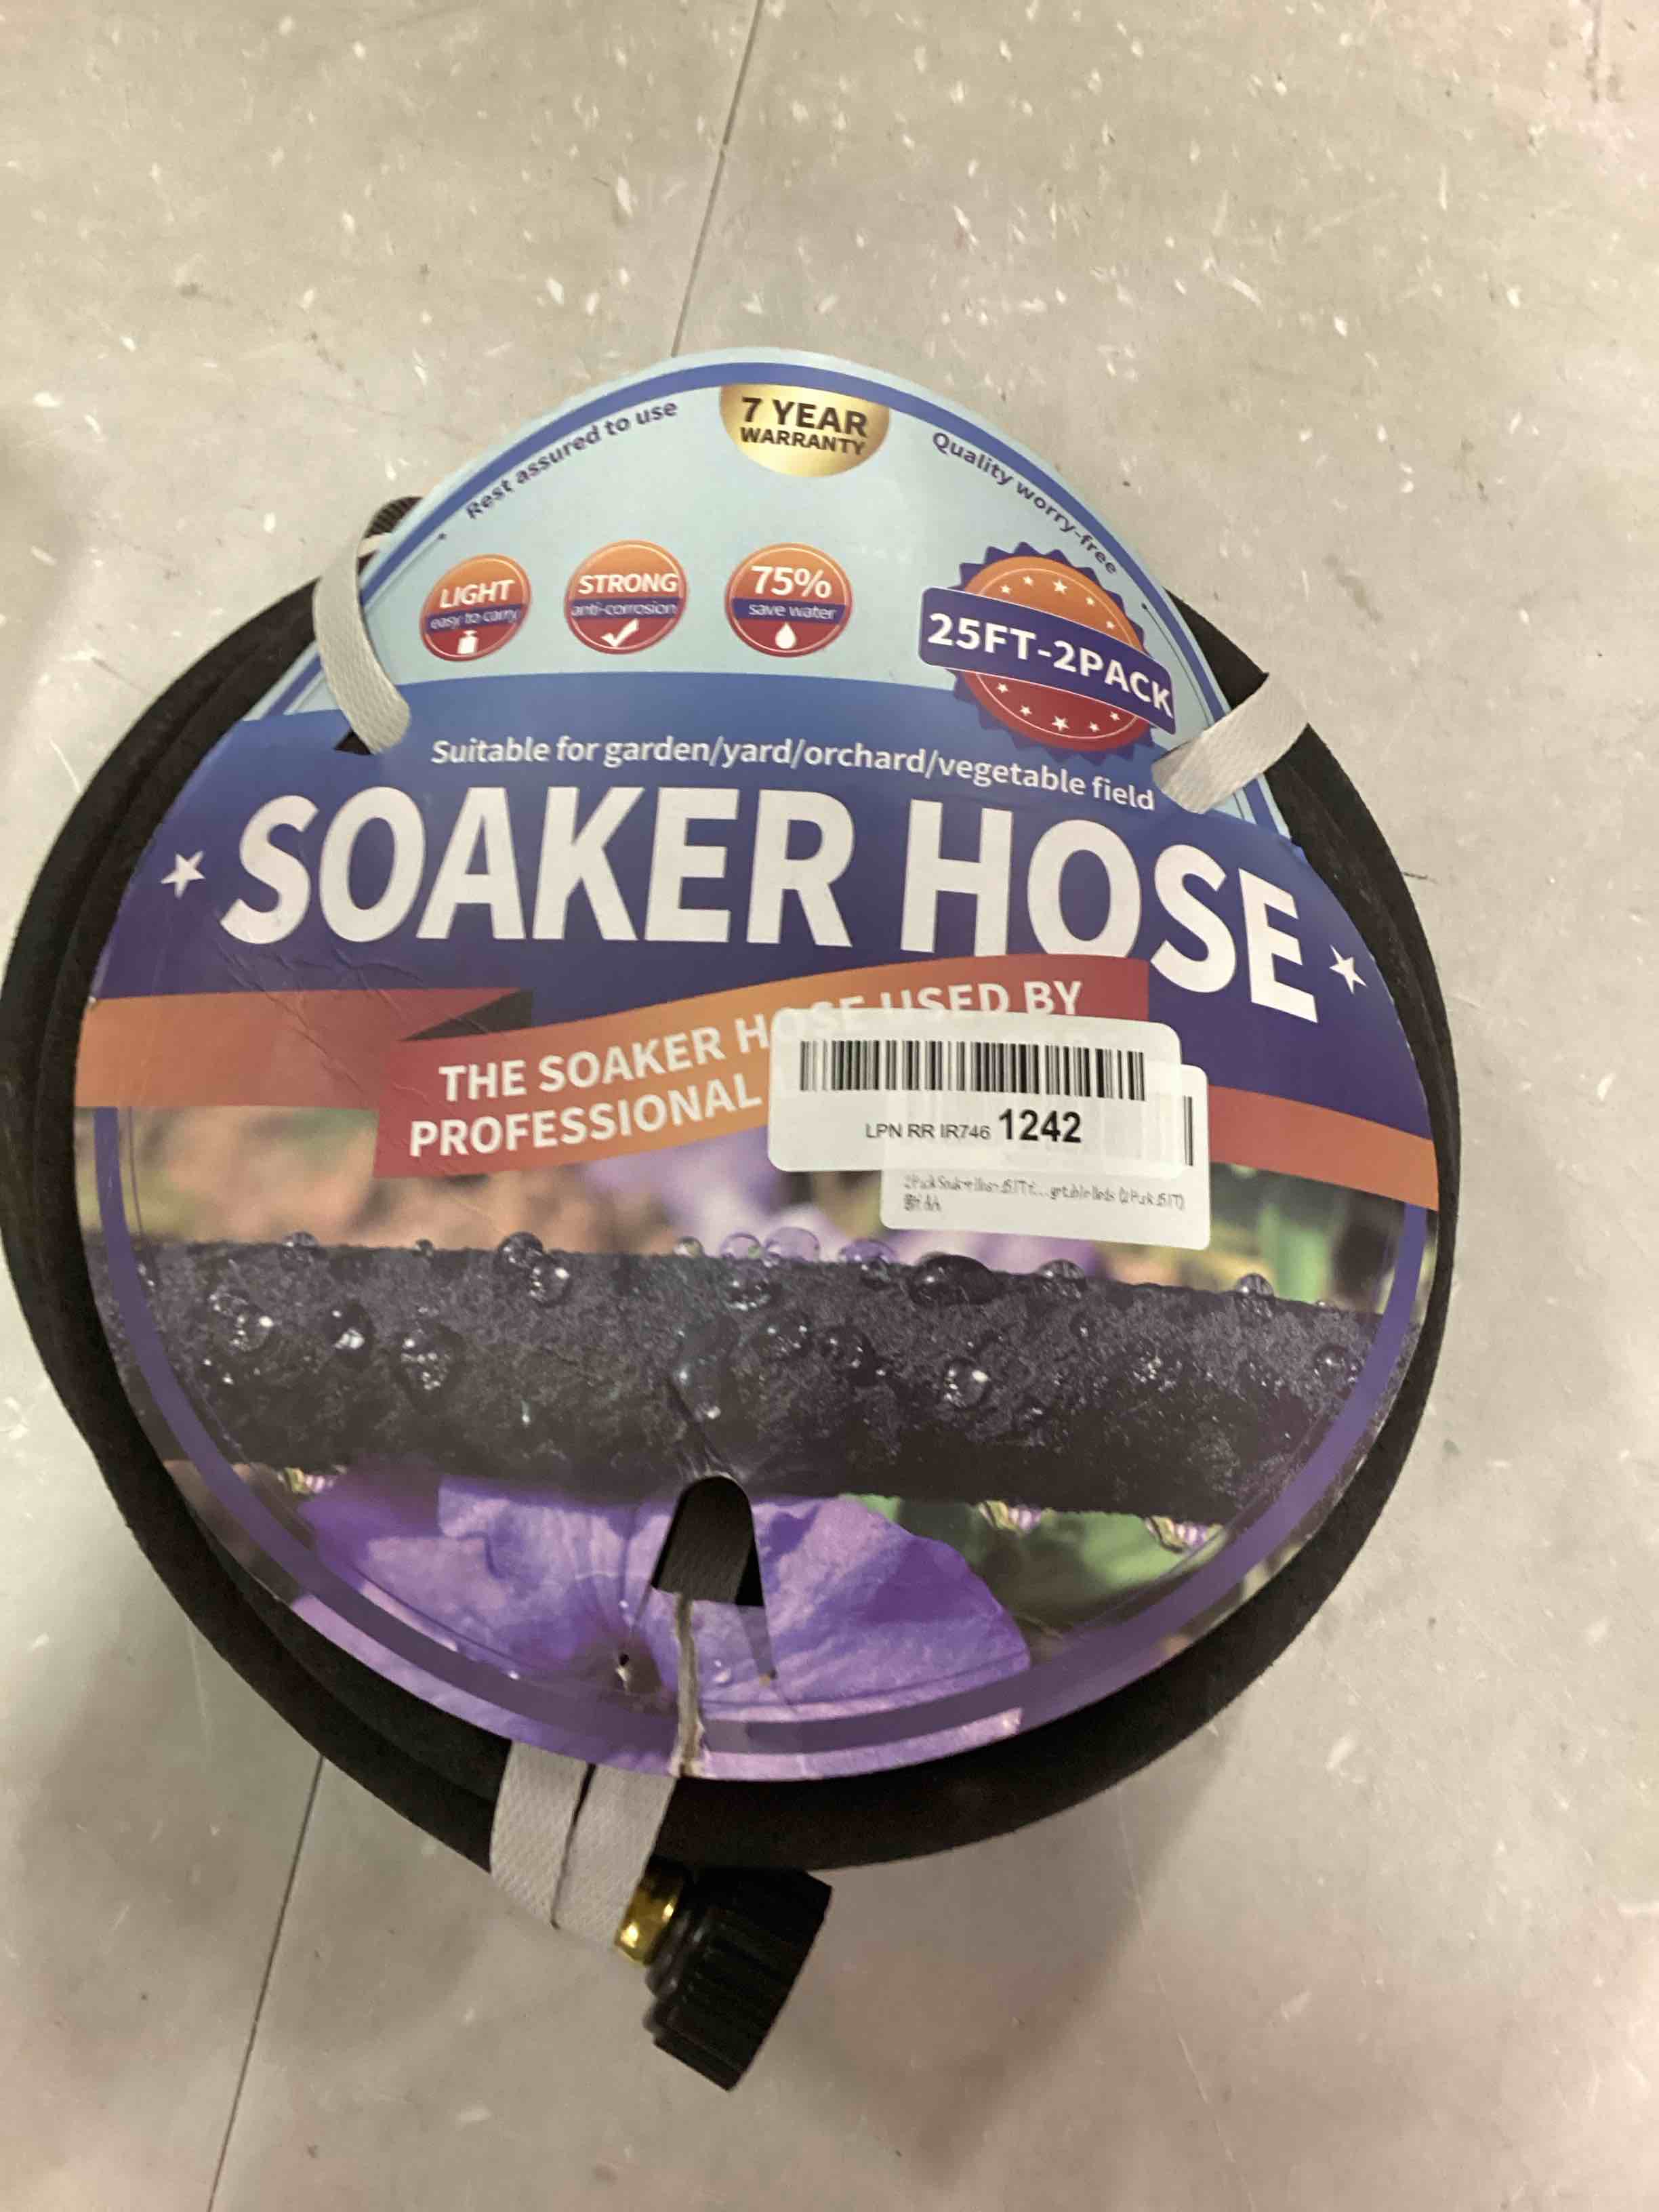 7 YEAR
WARRANTY
Rest assured to use
Quality worry-free
LIGHT
easy to carry
STRONG
anti-corrosion
75%
save water
25FT-2PACK
Suitable for garden/yard/orchard/vegetable field
SOAKER HOSE
THE SOAKER HOSE USED BY
PROFESSIONAL
LPN RR IR746 1242